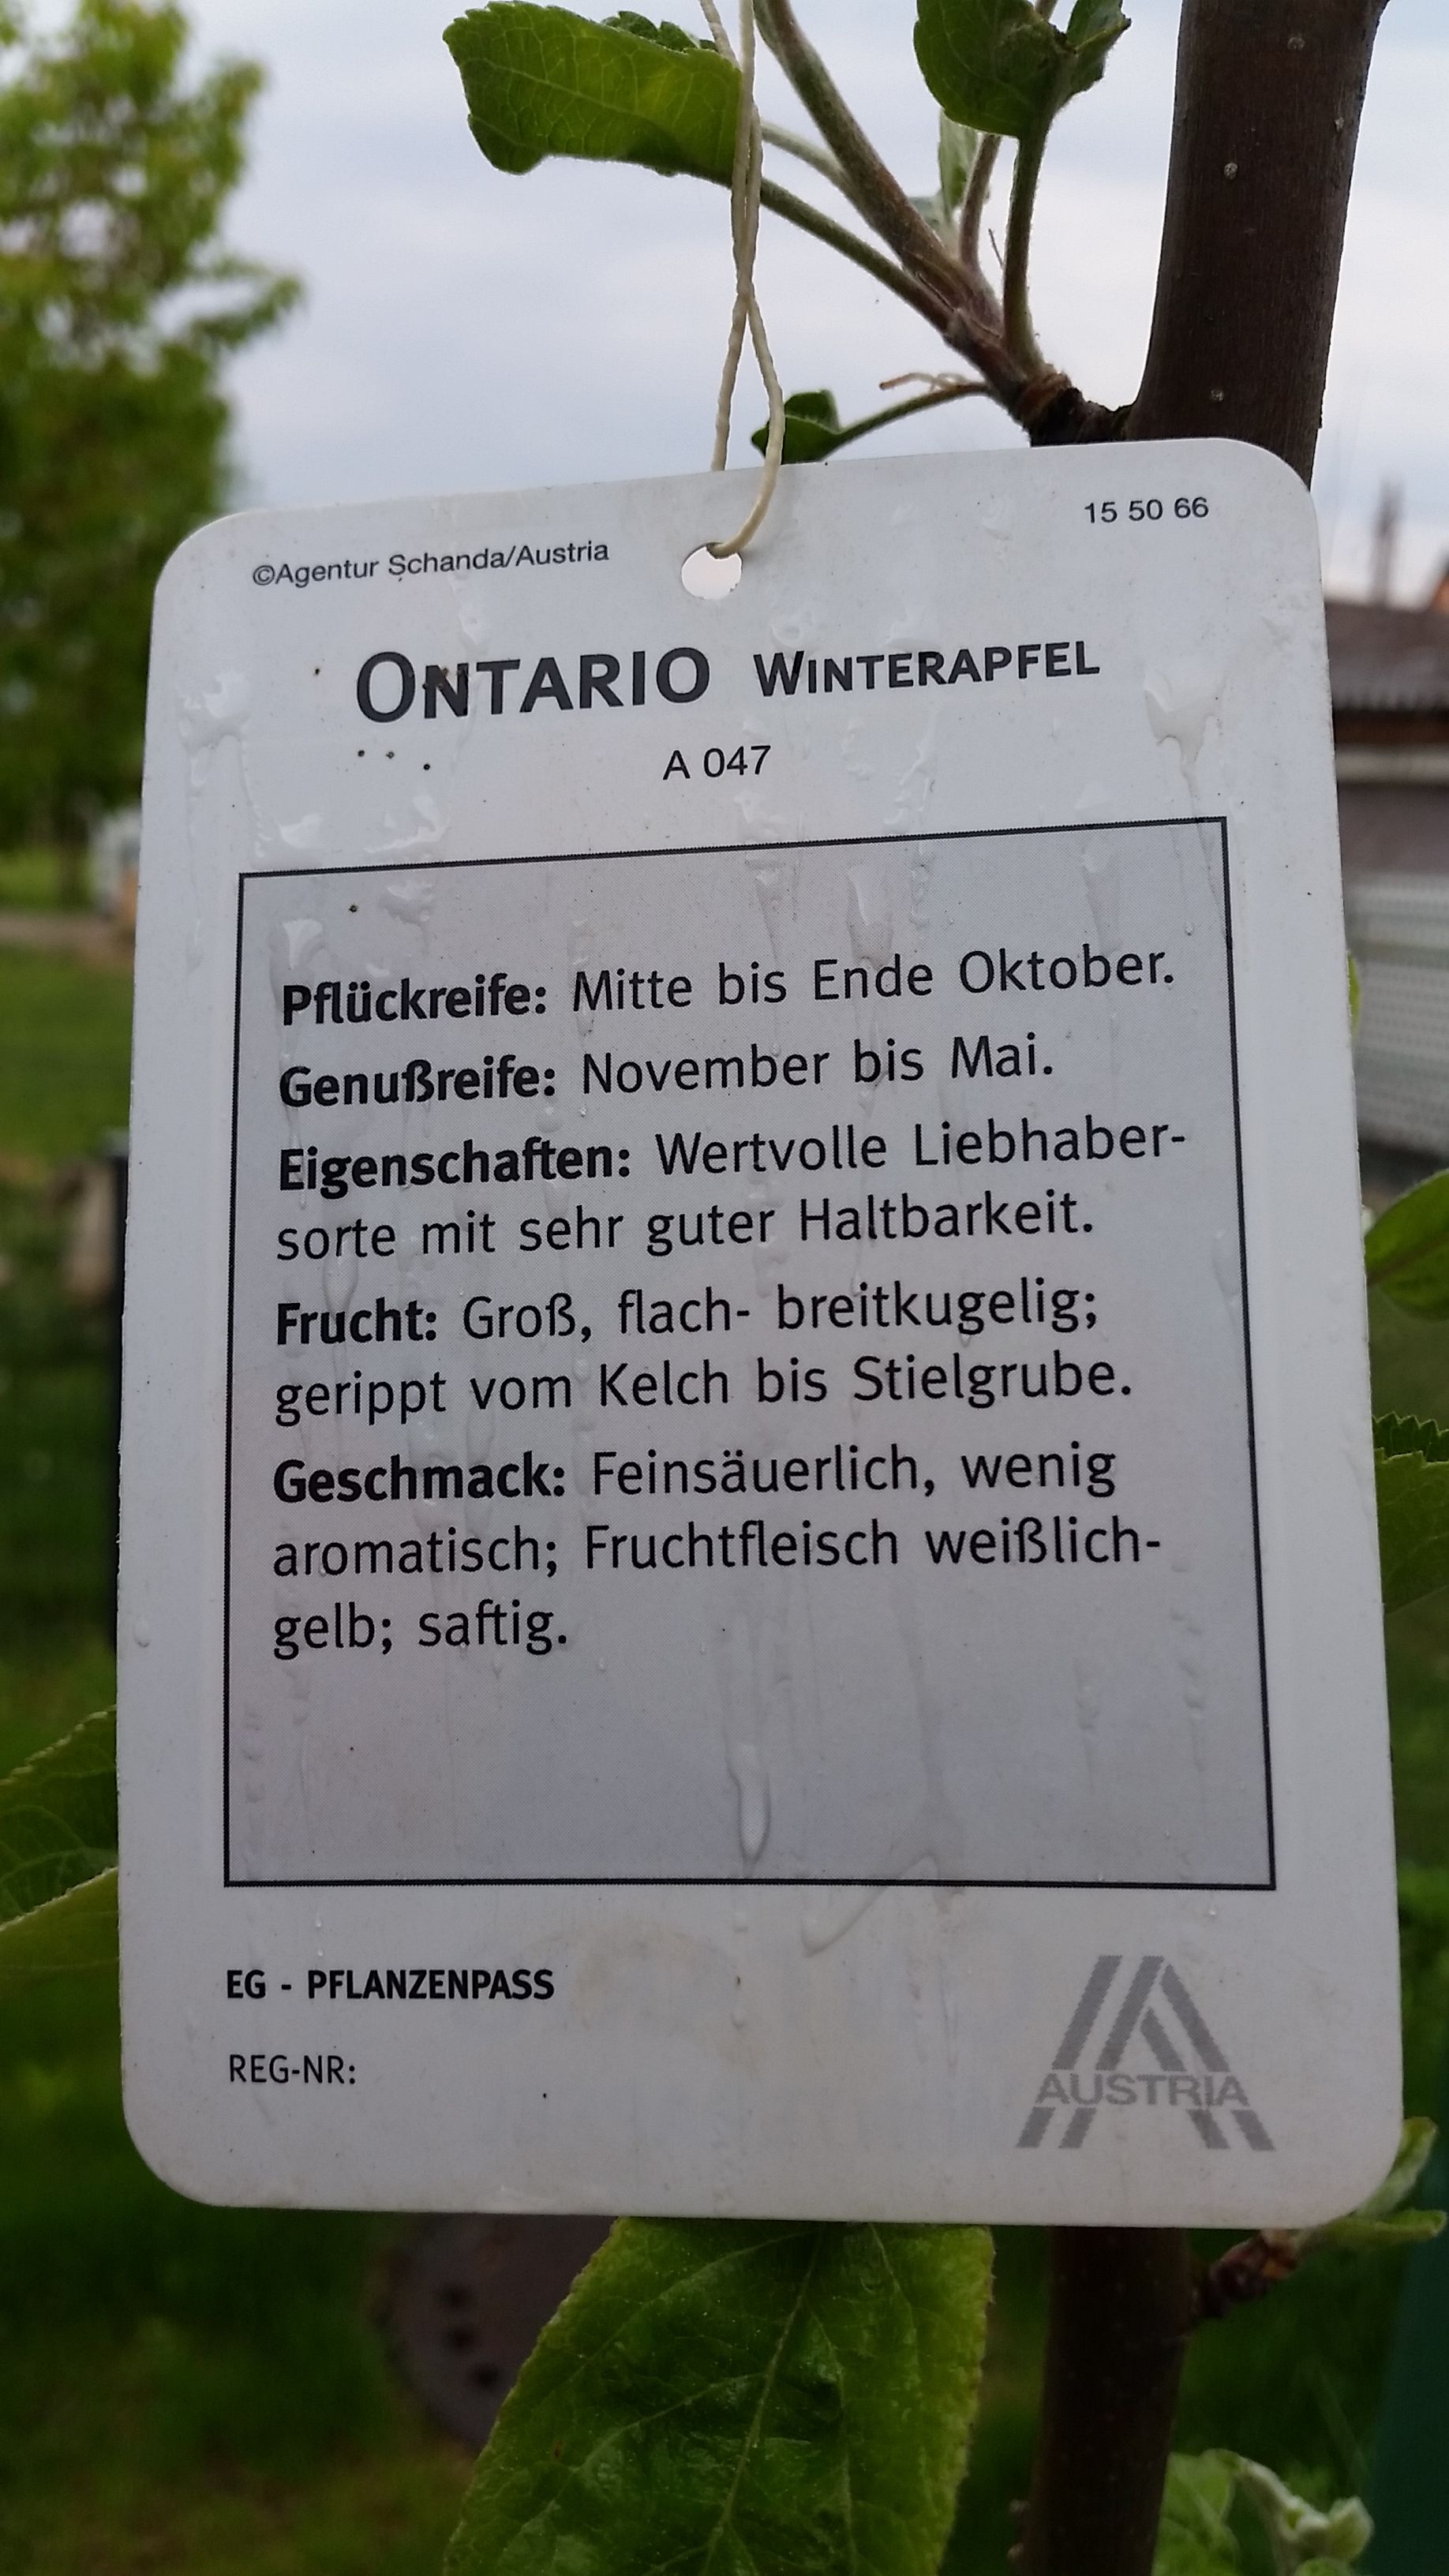 ©Agentur Schanda/Austria
15 50 66
ONTARIO WINTERAPFEL
A 047
Pflückreife: Mitte bis Ende Oktober.
Genußreife: November bis Mai.
Eigenschaften: Wertvolle Liebhaber-
sorte mit sehr guter Haltbarkeit.
Frucht: Groß, flach- breitkugelig;
gerippt vom Kelch bis Stielgrube.
Geschmack: Feinsäuerlich, wenig
aromatisch; Fruchtfleisch weißlich-
gelb; saftig.
EG - PFLANZENPASS
REG-NR:
AUSTRIA